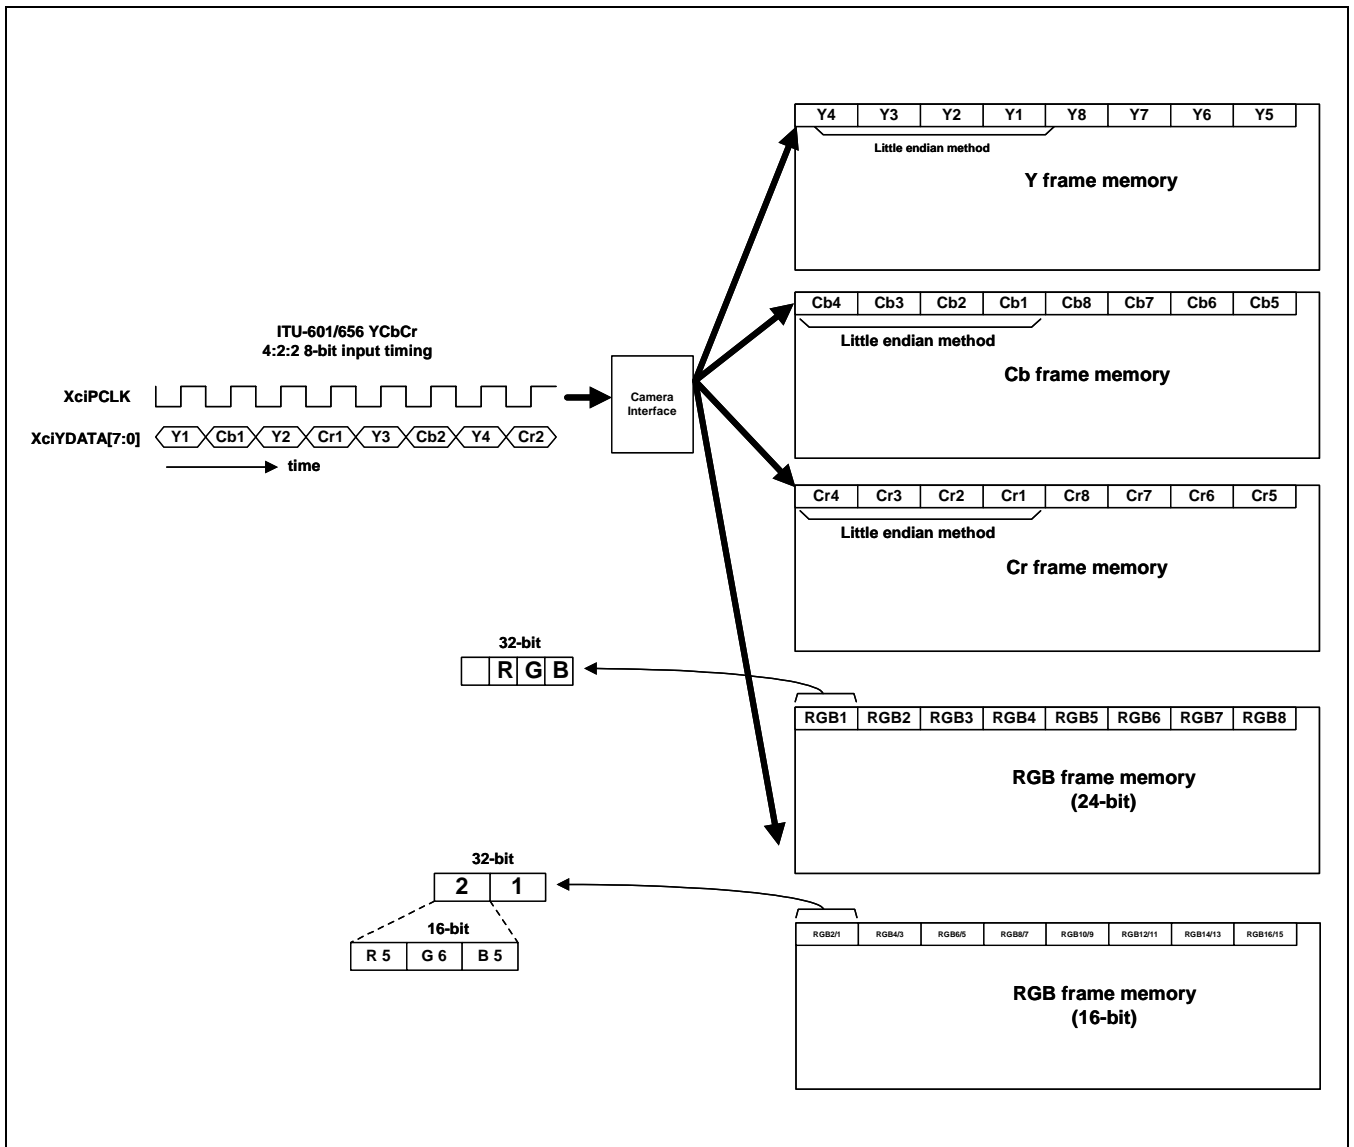 Y4 Y3 Y2 Y1 Y8 Y7 Y6 Y5
Little endian method
Y frame memory
Cb4 Cb3 Cb2 Cb1 Cb8 Cb7 Cb6 Cb5
Little endian method
Cb frame memory
ITU-601/656 YCbCr
4:2:2 8-bit input timing
XciPCLK
XciYDATA[7:0] Y1 Cb1 Y2 Cr1 Y3 Cb2 Y4 Cr2
time
Camera
Interface
Cr4 Cr3 Cr2 Cr1 Cr8 Cr7 Cr6 Cr5
Little endian method
Cr frame memory
32-bit
R G B
RGB1 RGB2 RGB3 RGB4 RGB5 RGB6 RGB7 RGB8
RGB frame memory
(24-bit)
32-bit
2 1
16-bit
R 5 G 6 B 5
RGB2/1 RGB4/3 RGB6/5 RGB8/7 RGB10/9 RGB12/11 RGB14/13 RGB16/15
RGB frame memory
(16-bit)